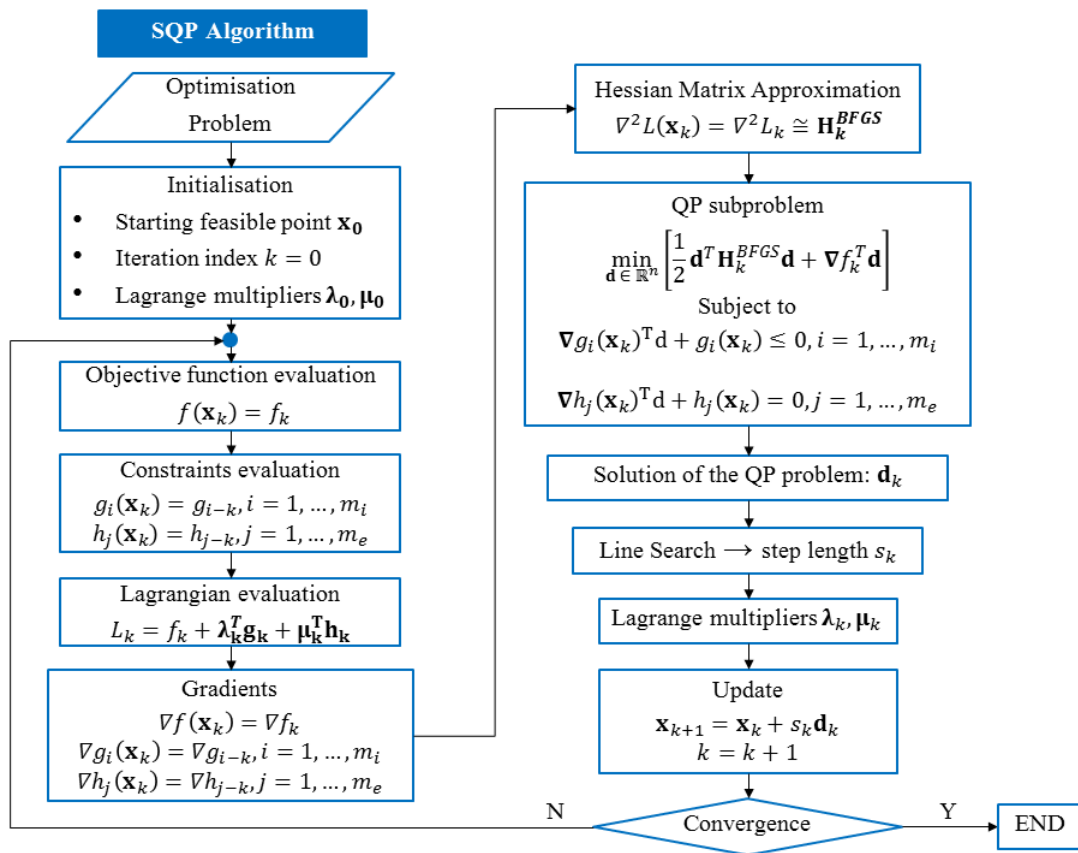 SQP Algorithm
Optimisation
Problem
Initialisation
• Starting feasible point 𝐱₀
• Iteration index k = 0
• Lagrange multipliers 𝛌₀, 𝛍₀
Objective function evaluation
f(𝐱ₖ) = fₖ
Constraints evaluation
gᵢ(𝐱ₖ) = gᵢ₋ₖ, i = 1, …, mᵢ
hⱼ(𝐱ₖ) = hⱼ₋ₖ, j = 1, …, mₑ
Lagrangian evaluation
Lₖ = fₖ + 𝛌ₖᵀ𝐠ₖ + 𝛍ₖᵀ𝐡ₖ
Gradients
∇f(𝐱ₖ) = ∇fₖ
∇gᵢ(𝐱ₖ) = ∇gᵢ₋ₖ, i = 1, …, mᵢ
∇hⱼ(𝐱ₖ) = ∇hⱼ₋ₖ, j = 1, …, mₑ
Hessian Matrix Approximation
∇²L(𝐱ₖ) = ∇²Lₖ ≅ 𝐇ₖ^BFGS
QP subproblem
min 𝐝 ∈ ℝⁿ [1/2 𝐝ᵀ𝐇ₖ^BFGS 𝐝 + ∇fₖᵀ𝐝]
Subject to
∇gᵢ(𝐱ₖ)ᵀd + gᵢ(𝐱ₖ) ≤ 0, i = 1, …, mᵢ
∇hⱼ(𝐱ₖ)ᵀd + hⱼ(𝐱ₖ) = 0, j = 1, …, mₑ
Solution of the QP problem: 𝐝ₖ
Line Search → step length sₖ
Lagrange multipliers 𝛌ₖ, 𝛍ₖ
Update
𝐱ₖ₊₁ = 𝐱ₖ + sₖ𝐝ₖ
k = k + 1
N
Convergence
Y
END